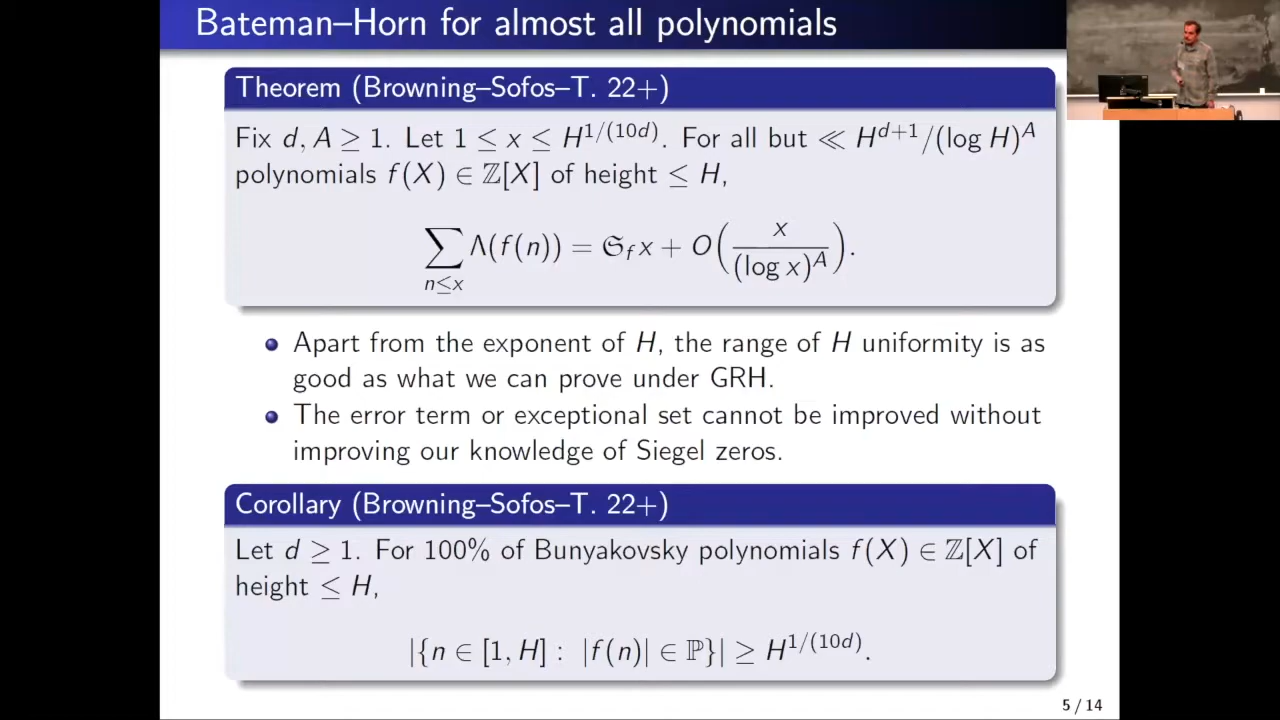 Bateman–Horn for almost all polynomials
Theorem (Browning–Sofos–T. 22+)
Fix d, A ≥ 1. Let 1 ≤ x ≤ H^{1/(10d)}. For all but ≪ H^{d+1}/(log H)^A
polynomials f(X) ∈ ℤ[X] of height ≤ H,
∑_{n≤x} Λ(f(n)) = 𝔖_f x + O(x/(log x)^A).
Apart from the exponent of H, the range of H uniformity is as
good as what we can prove under GRH.
The error term or exceptional set cannot be improved without
improving our knowledge of Siegel zeros.
Corollary (Browning–Sofos–T. 22+)
Let d ≥ 1. For 100% of Bunyakovsky polynomials f(X) ∈ ℤ[X] of
height ≤ H,
|{n ∈ [1, H] : |f(n)| ∈ ℙ}| ≥ H^{1/(10d)}.
5 / 14